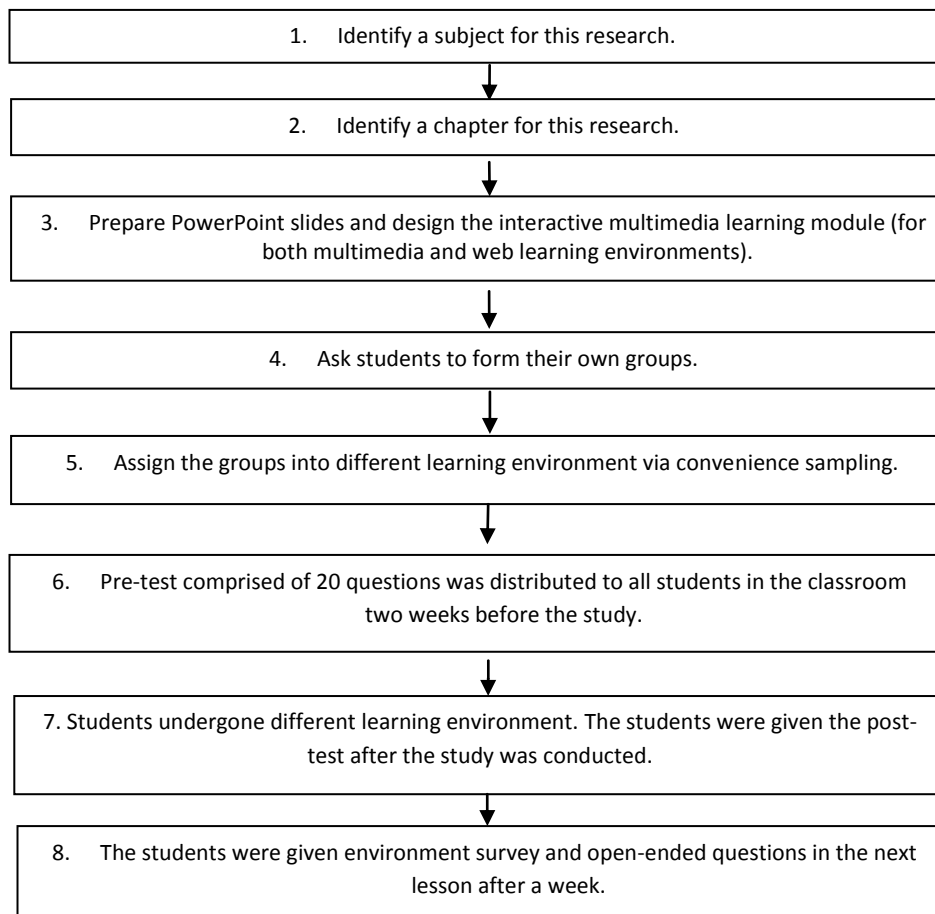 1. Identify a subject for this research.
2. Identify a chapter for this research.
3. Prepare PowerPoint slides and design the interactive multimedia learning module (for
both multimedia and web learning environments).
4. Ask students to form their own groups.
5. Assign the groups into different learning environment via convenience sampling.
6. Pre-test comprised of 20 questions was distributed to all students in the classroom
two weeks before the study.
7. Students undergone different learning environment. The students were given the post-
test after the study was conducted.
8. The students were given environment survey and open-ended questions in the next
lesson after a week.